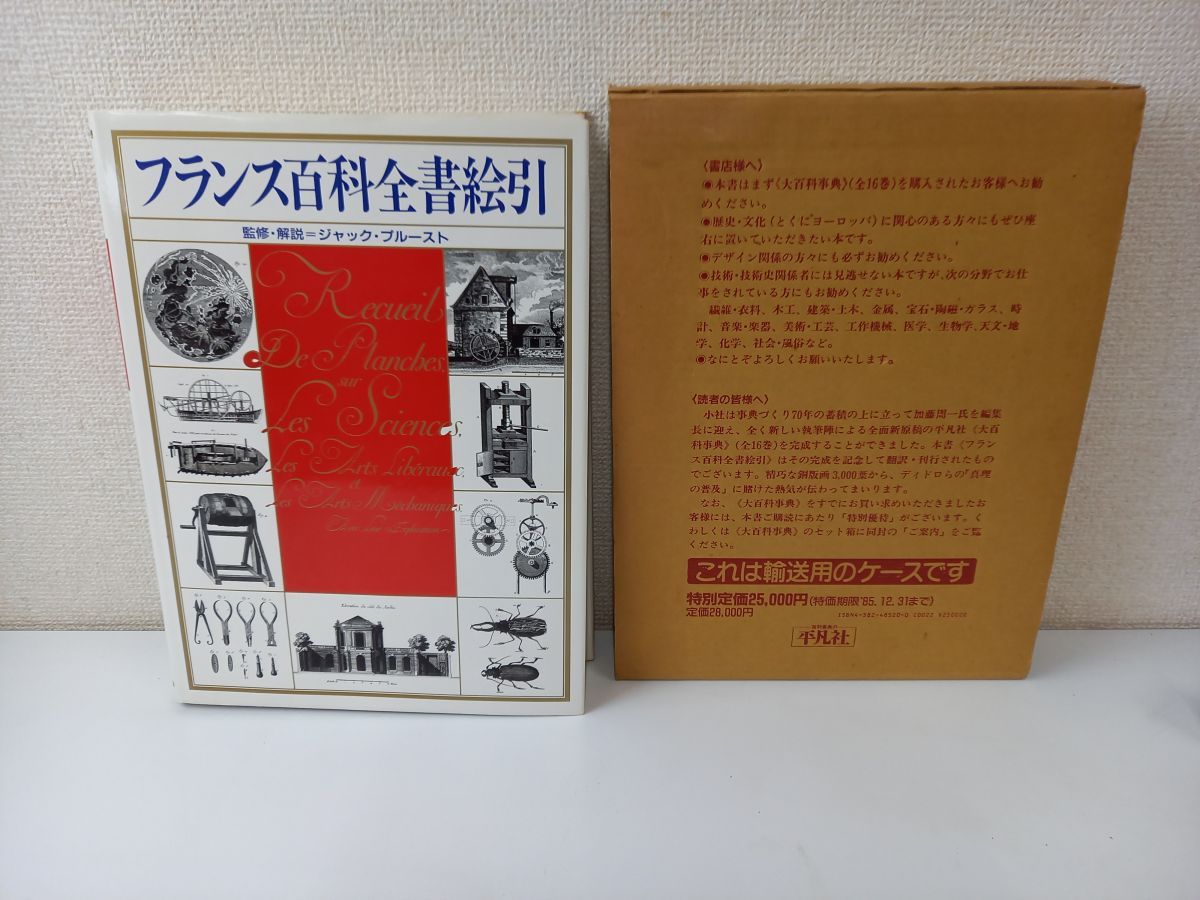 フランス百科全書絵引
監修・解説=ジャック・プルースト
Recueil
De Planches,
sur
Les Sciences,
Les Arts Libéraux,
et
Les Arts Méchaniques
〈書店様へ〉
◉本書はまず《大百科事典》(全16巻)を購入されたお客様へお勧
めください。
◉歴史・文化(とくにヨーロッパ)に関心のある方々にもぜひ座
右に置いていただきたい本です。
◉デザイン関係の方々にも必ずお勧めください。
◉技術・技術史関係者には見逃せない本ですが、次の分野でお仕
事をされている方にもお勧めください。
繊維・衣料、木工、建築・土木、金属、宝石・陶磁・ガラス、時
計、音楽・楽器、美術・工芸、工作機械、医学、生物学、天文・地
学、化学、社会・風俗など。
◉なにとぞよろしくお願いいたします。
〈読者の皆様へ〉
小社は事典づくり70年の蓄積の上に立って加藤周一氏を編集
長に迎え、全く新しい執筆陣による全面新原稿の平凡社《大百
科事典》(全16巻)を完成することができました。本書《フラン
ス百科全書絵引》はその完成を記念して翻訳・刊行されたもの
でございます。精巧な銅版画3,000葉から、ディドロらの「真理
の普及」に賭けた熱気が伝わってまいります。
なお、《大百科事典》をすでにお買い求めいただきましたお
客様には、本書ご購読にあたり「特別優待」がございます。く
わしくは《大百科事典》のセット箱に同封の「ご案内」をご覧
ください。
これは輸送用のケースです
特別定価25,000円(特価期限'85.12.31まで)
定価28,000円
ISBN4-582-48520-0 C0022 ¥25000E
平凡社